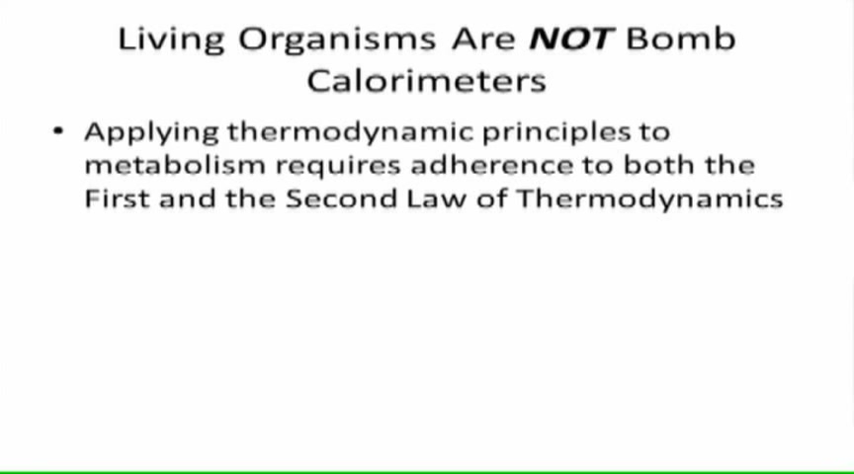 Living Organisms Are NOT Bomb
Calorimeters
• Applying thermodynamic principles to
metabolism requires adherence to both the
First and the Second Law of Thermodynamics